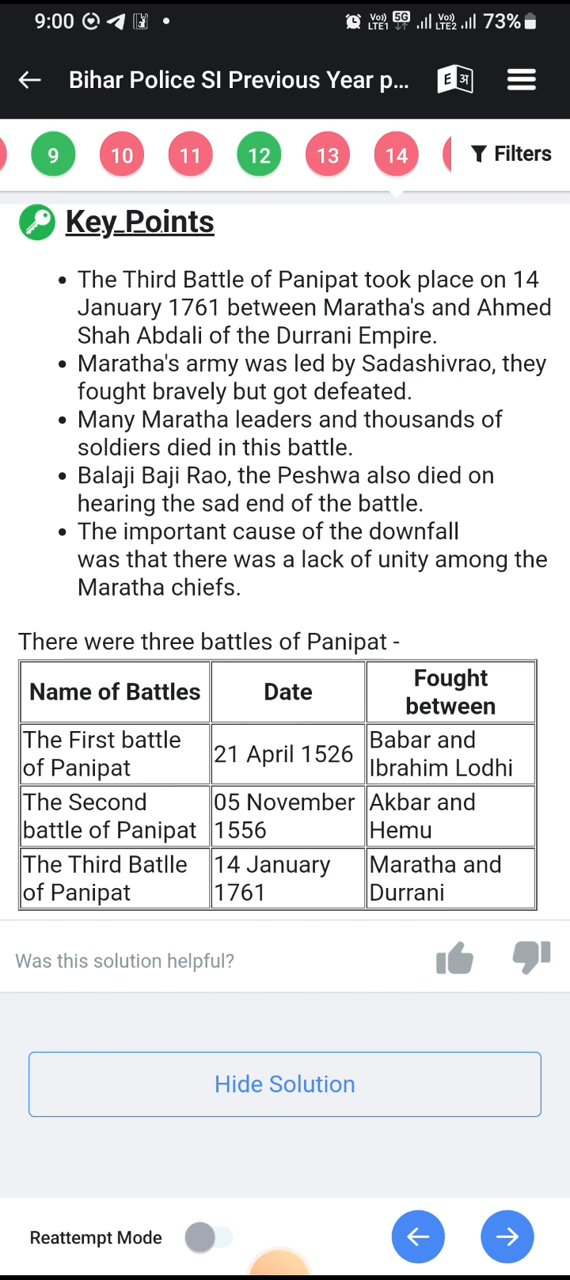 9:00
Vo) 5G Vo)
LTE1 LTE2 73%
Bihar Police SI Previous Year p...
E अ
9 10 11 12 13 14 Filters
Key Points
• The Third Battle of Panipat took place on 14
January 1761 between Maratha's and Ahmed
Shah Abdali of the Durrani Empire.
• Maratha's army was led by Sadashivrao, they
fought bravely but got defeated.
• Many Maratha leaders and thousands of
soldiers died in this battle.
• Balaji Baji Rao, the Peshwa also died on
hearing the sad end of the battle.
• The important cause of the downfall
was that there was a lack of unity among the
Maratha chiefs.
There were three battles of Panipat -
Name of Battles Date Fought
between
The First battle
of Panipat 21 April 1526 Babar and
Ibrahim Lodhi
The Second
battle of Panipat 05 November
1556 Akbar and
Hemu
The Third Batlle
of Panipat 14 January
1761 Maratha and
Durrani
Was this solution helpful?
Hide Solution
Reattempt Mode